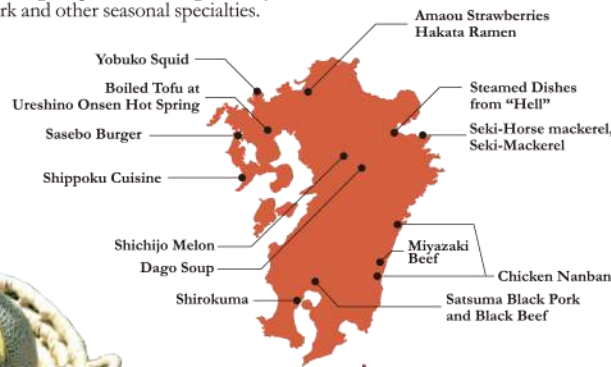 rk and other seasonal specialties.
Amaou Strawberries
Hakata Ramen
Yobuko Squid
Boiled Tofu at
Ureshino Onsen Hot Spring
Steamed Dishes
from “Hell”
Sasebo Burger
Seki-Horse mackerel,
Seki-Mackerel
Shippoku Cuisine
Shichijo Melon
Miyazaki
Beef
Dago Soup
Chicken Nanban
Shirokuma
Satsuma Black Pork
and Black Beef